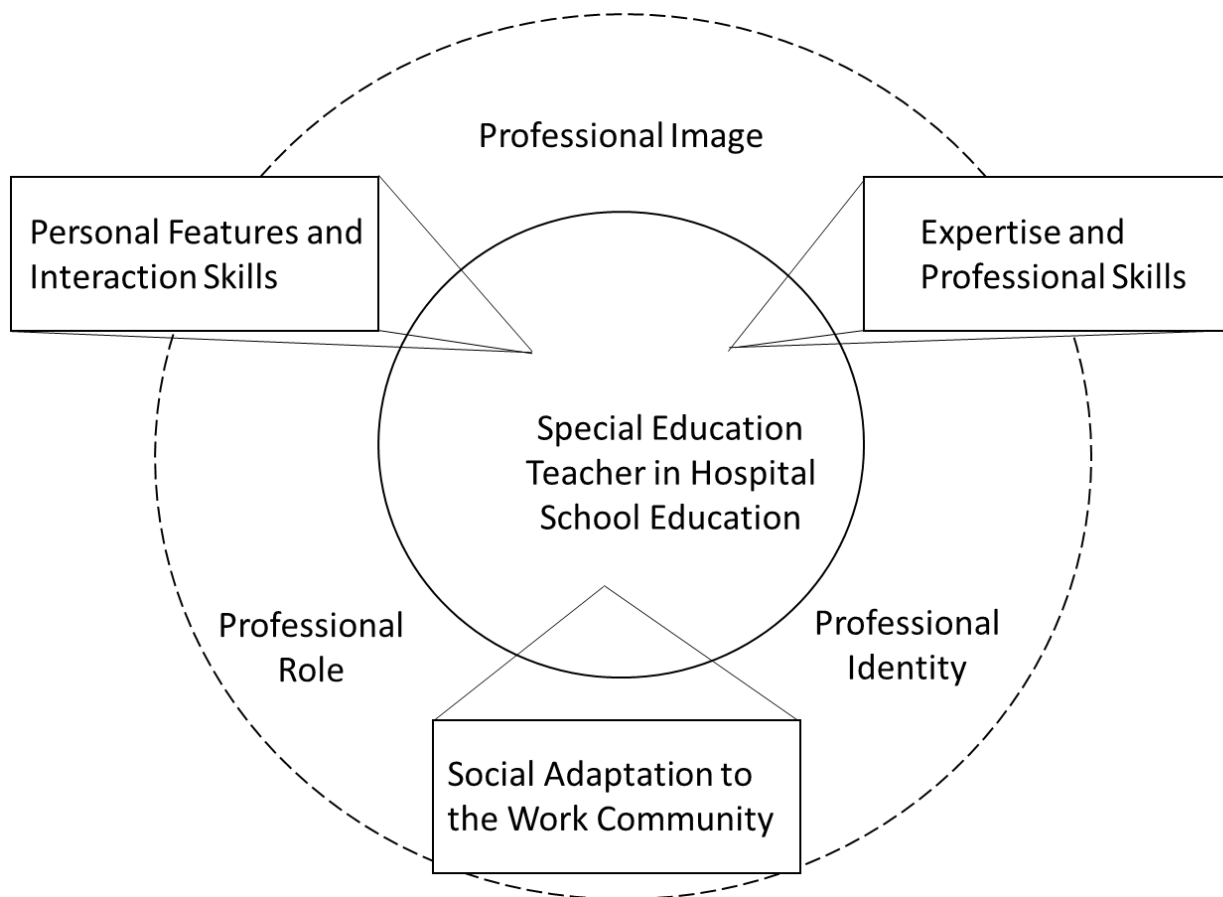 Professional Image
Personal Features and
Interaction Skills
Expertise and
Professional Skills
Special Education
Teacher in Hospital
School Education
Professional
Role
Professional
Identity
Social Adaptation to
the Work Community